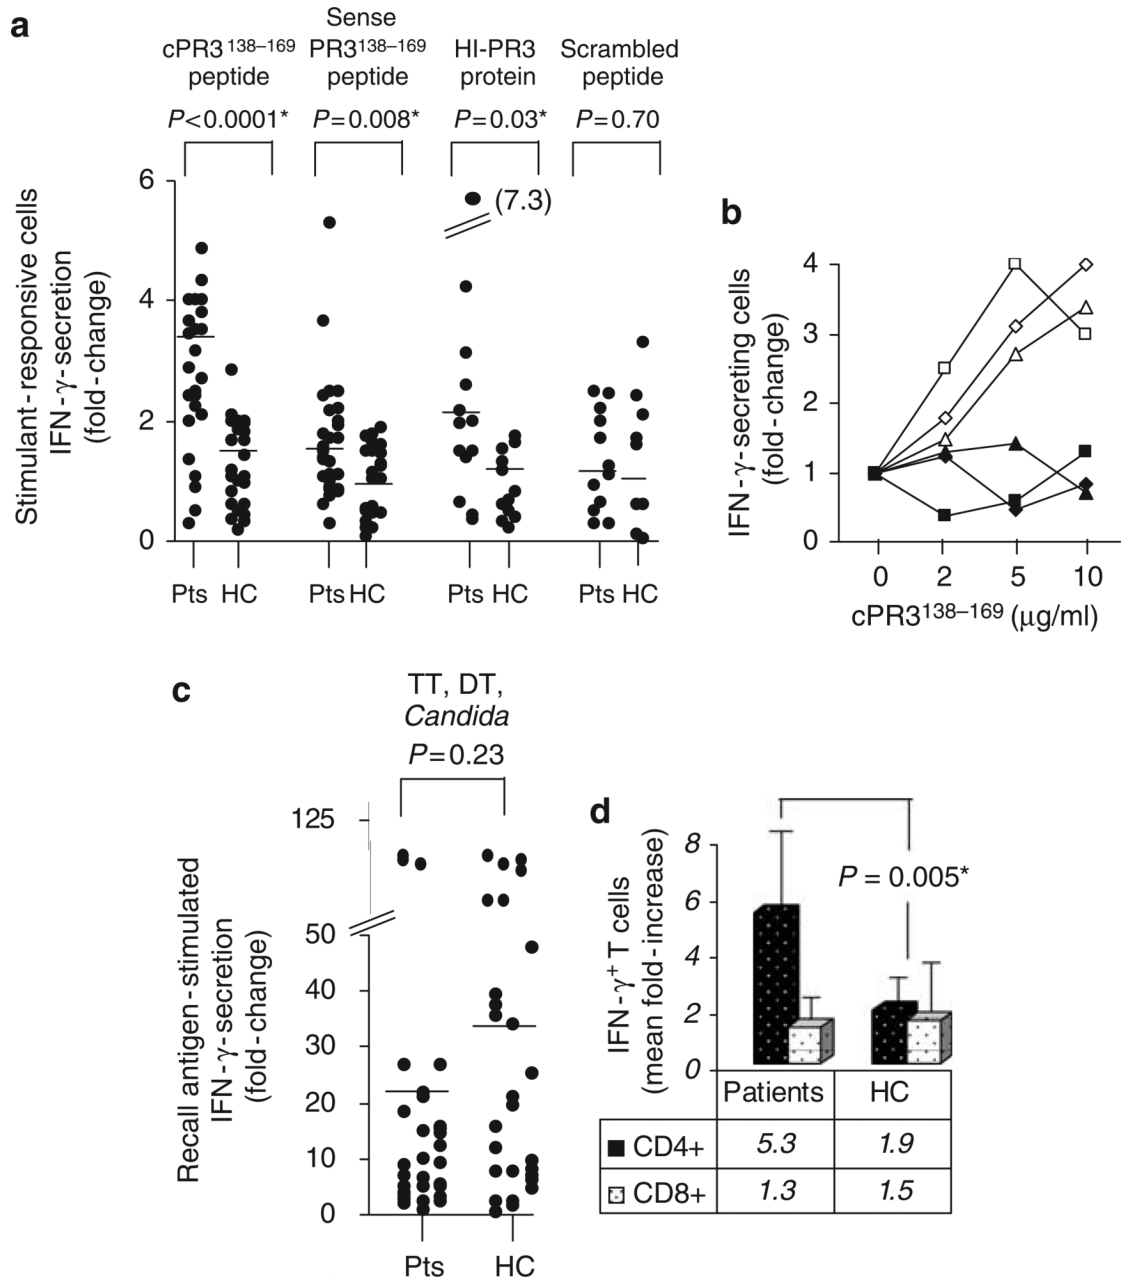 a
cPR3 138–169 peptide
P<0.0001*
Sense PR3138–169 peptide
P=0.008*
HI-PR3 protein
P=0.03*
Scrambled peptide
P=0.70
Stimulant-responsive cells
IFN-γ-secretion
(fold-change)
6
4
2
0
(7.3)
Pts HC
Pts HC
Pts HC
Pts HC
b
IFN-γ-secreting cells
(fold-change)
4
3
2
1
0
0 2 5 10
cPR3138–169 (μg/ml)
c
TT, DT,
Candida
P=0.23
Recall antigen-stimulated
IFN-γ-secretion
(fold-change)
125
50
40
30
20
10
0
Pts HC
d
IFN-γ+ T cells
(mean fold-increase)
8
6
4
2
0
P = 0.005*
Patients HC
CD4+ 5.3 1.9
CD8+ 1.3 1.5